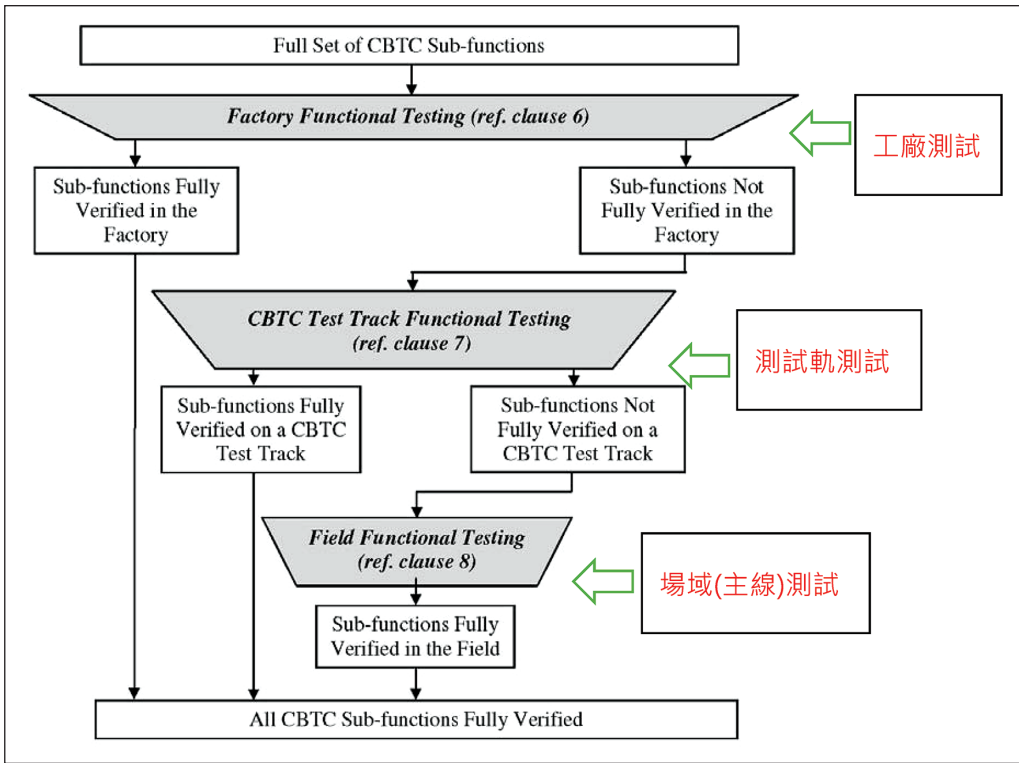 Full Set of CBTC Sub-functions
Factory Functional Testing (ref. clause 6)
工廠測試
Sub-functions Fully
Verified in the
Factory
Sub-functions Not
Fully Verified in the
Factory
CBTC Test Track Functional Testing
(ref. clause 7)
測試軌測試
Sub-functions Fully
Verified on a CBTC
Test Track
Sub-functions Not
Fully Verified on a
CBTC Test Track
Field Functional Testing
(ref. clause 8)
場域(主線)測試
Sub-functions Fully
Verified in the Field
All CBTC Sub-functions Fully Verified